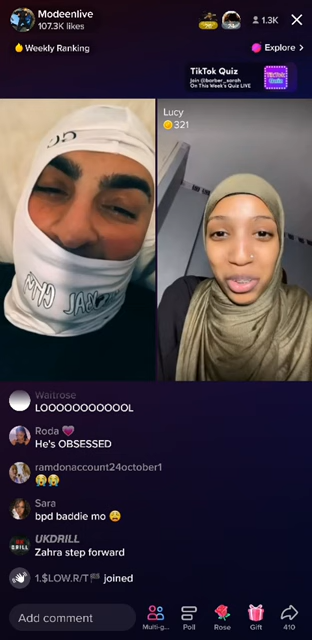 Modeenlive
107.3K likes
1.3K
Weekly Ranking
Explore >
TikTok Quiz
Join @barber_sarah
On This Week's Quiz LIVE
TikTok
Quiz
Lucy
321
Waitrose
LOOOOOOOOOOOL
Roda
He's OBSESSED
ramdonaccount24october1
Sara
bpd baddie mo
UKDRILL
Zahra step forward
1.$LOW.R/T joined
Add comment
Multi-g...
Poll
Rose
Gift
410